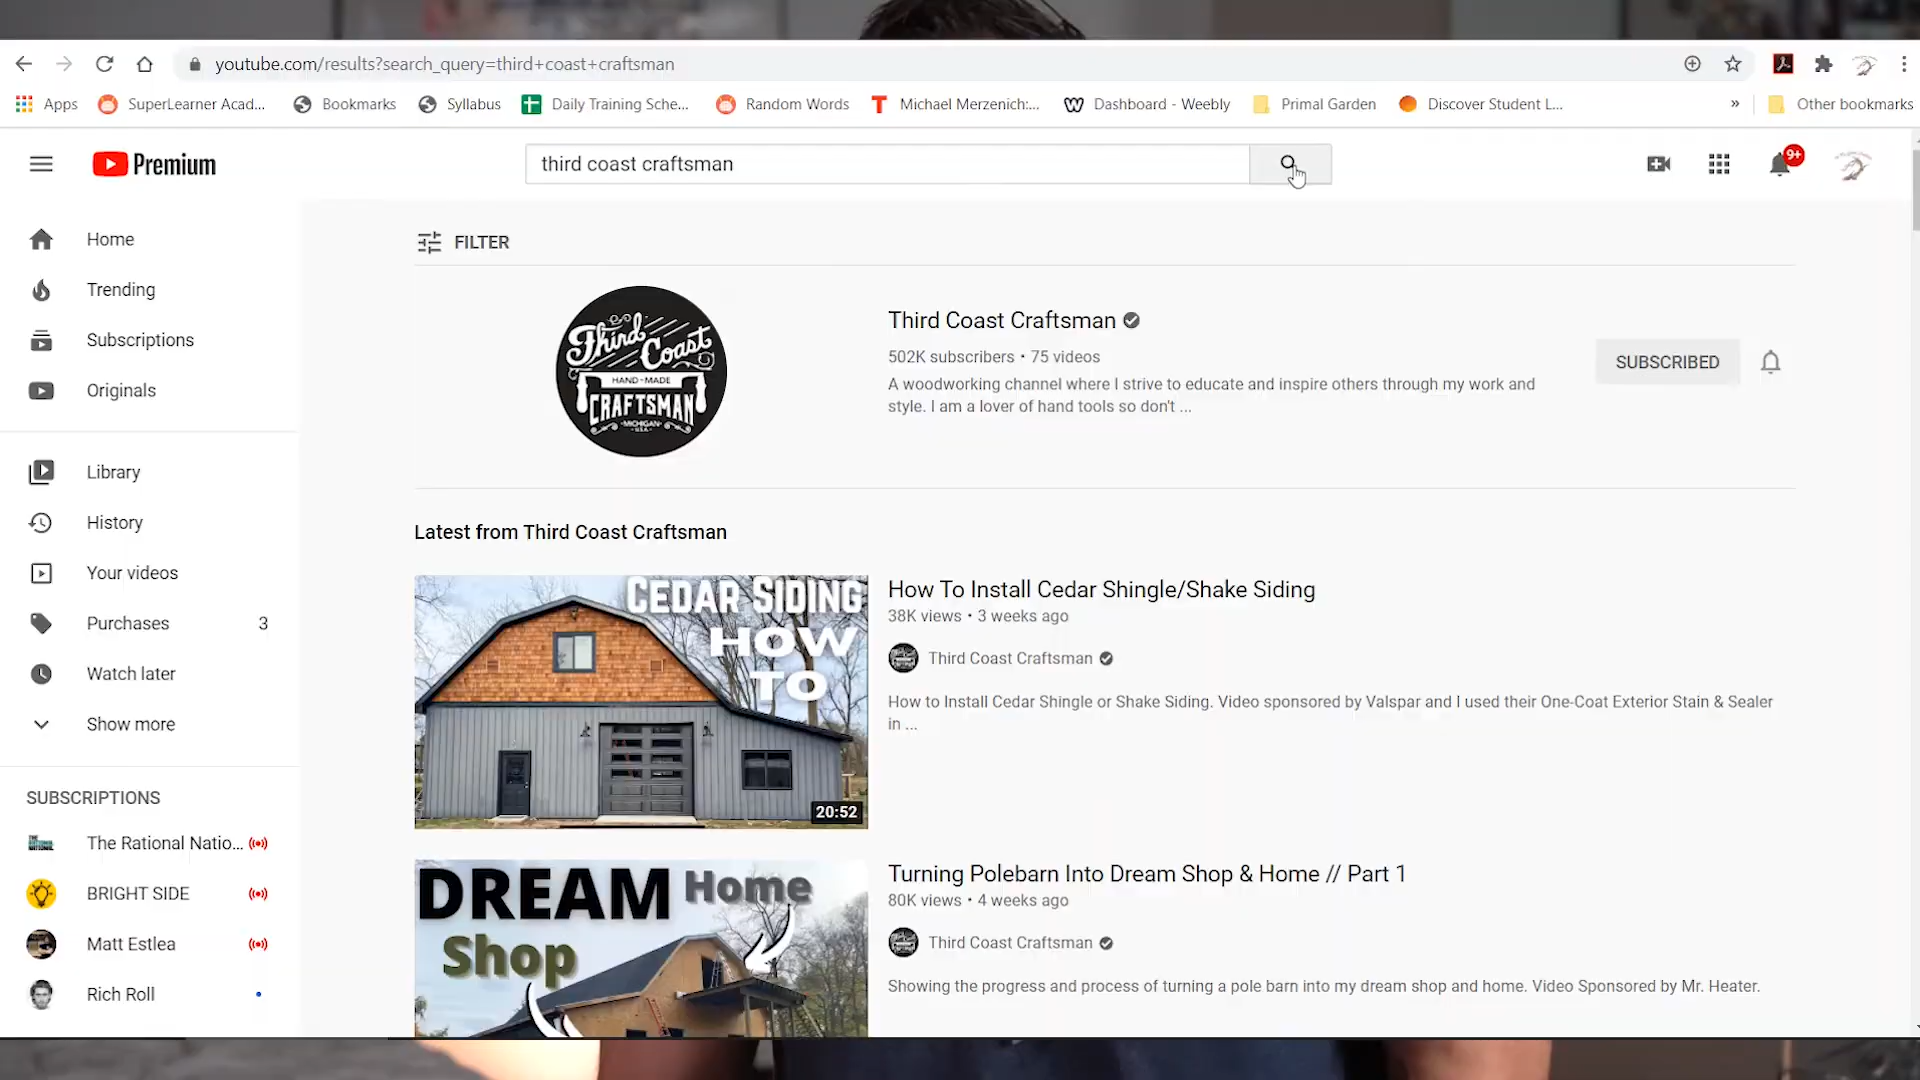 youtube.com/results?search_query=third+coast+craftsman
Apps
SuperLearner Acad...
Bookmarks
Syllabus
Daily Training Sche...
Random Words
Michael Merzenich:...
Dashboard - Weebly
Primal Garden
Discover Student L...
»
Other bookmarks
Premium
third coast craftsman
9+
Home
Trending
Subscriptions
Originals
Library
History
Your videos
Purchases 3
Watch later
Show more
SUBSCRIPTIONS
The Rational Natio...
BRIGHT SIDE
Matt Estlea
Rich Roll
FILTER
Third Coast
HAND-MADE
CRAFTSMAN
MICHIGAN
U.S.A.
Third Coast Craftsman
502K subscribers • 75 videos
A woodworking channel where I strive to educate and inspire others through my work and
style. I am a lover of hand tools so don't ...
SUBSCRIBED
Latest from Third Coast Craftsman
CEDAR SIDING
HOW
TO
20:52
How To Install Cedar Shingle/Shake Siding
38K views • 3 weeks ago
Third Coast Craftsman
How to Install Cedar Shingle or Shake Siding. Video sponsored by Valspar and I used their One-Coat Exterior Stain & Sealer
in ...
DREAM Home
Shop
Turning Polebarn Into Dream Shop & Home // Part 1
80K views • 4 weeks ago
Third Coast Craftsman
Showing the progress and process of turning a pole barn into my dream shop and home. Video Sponsored by Mr. Heater.